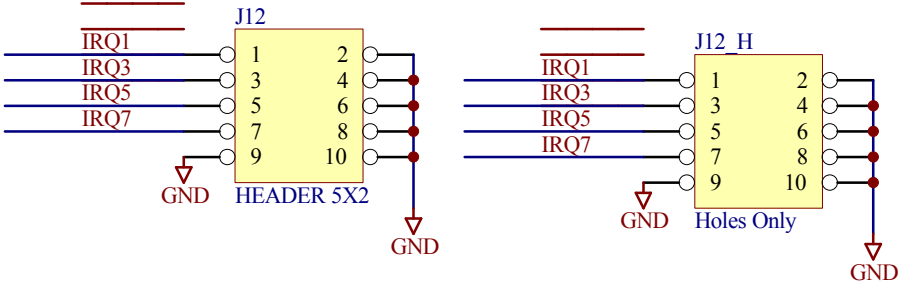 J12
IRQ1 1 2
IRQ3 3 4
IRQ5 5 6
IRQ7 7 8
9 10
GND HEADER 5X2
GND
J12_H
IRQ1 1 2
IRQ3 3 4
IRQ5 5 6
IRQ7 7 8
9 10
GND Holes Only
GND